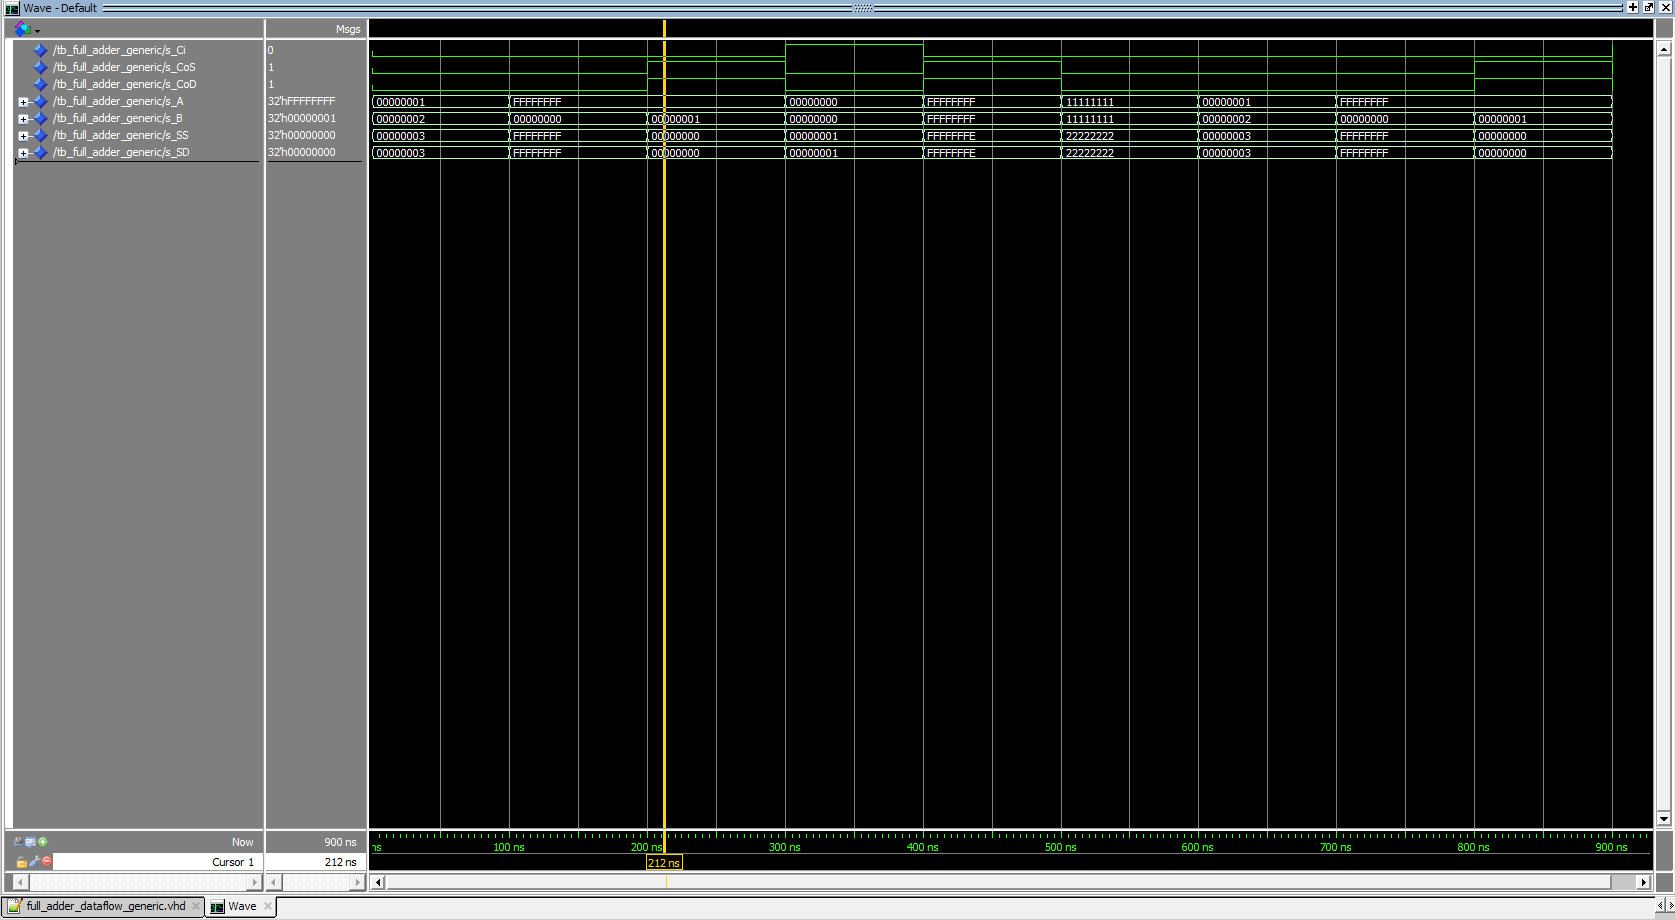 Wave - Default
Msgs
/tb_full_adder_generic/s_Ci 0
/tb_full_adder_generic/s_CoS 1
/tb_full_adder_generic/s_CoD 1
/tb_full_adder_generic/s_A 32'hFFFFFFFF 00000001 FFFFFFFF 00000000 FFFFFFFF 11111111 00000001 FFFFFFFF
/tb_full_adder_generic/s_B 32'h00000001 00000002 00000000 00000001 00000000 FFFFFFFF 11111111 00000002 00000000 00000001
/tb_full_adder_generic/s_SS 32'h00000000 00000003 FFFFFFFF 00000000 00000001 FFFFFFFE 22222222 00000003 FFFFFFFF 00000000
/tb_full_adder_generic/s_SD 32'h00000000 00000003 FFFFFFFF 00000000 00000001 FFFFFFFE 22222222 00000003 FFFFFFFF 00000000
Now 900 ns ns 100 ns 200 ns 300 ns 400 ns 500 ns 600 ns 700 ns 800 ns 900 ns
Cursor 1 212 ns 212 ns
full_adder_dataflow_generic.vhd Wave